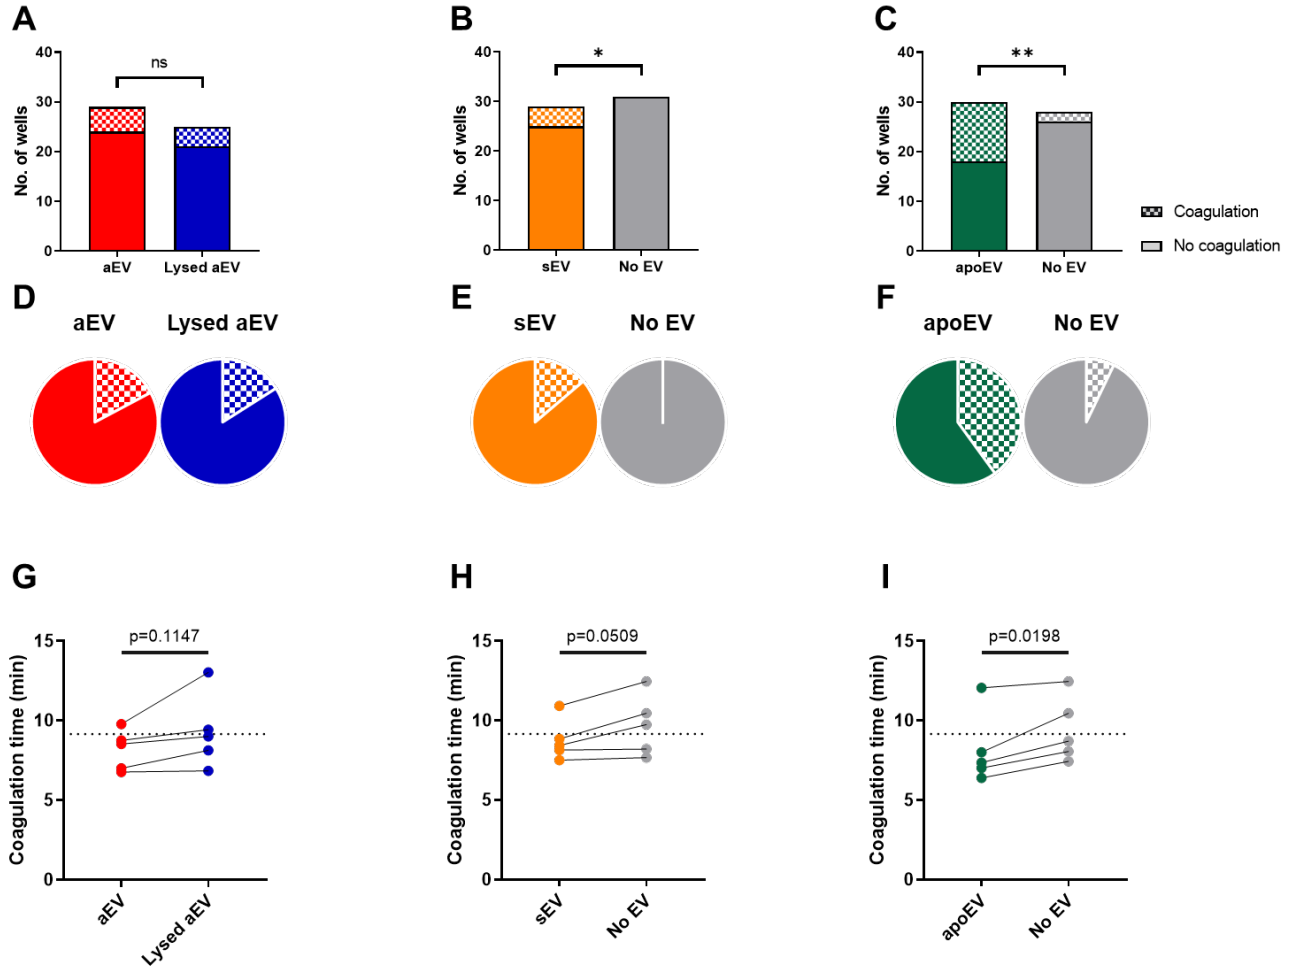 A
B
C
40
30
20
10
0
No. of wells
ns
aEV
Lysed aEV
40
30
20
10
0
No. of wells
*
sEV
No EV
40
30
20
10
0
No. of wells
**
apoEV
No EV
Coagulation
No coagulation
D
E
F
aEV
Lysed aEV
sEV
No EV
apoEV
No EV
G
H
I
15
10
5
0
Coagulation time (min)
p=0.1147
aEV
Lysed aEV
15
10
5
0
Coagulation time (min)
p=0.0509
sEV
No EV
15
10
5
0
Coagulation time (min)
p=0.0198
apoEV
No EV